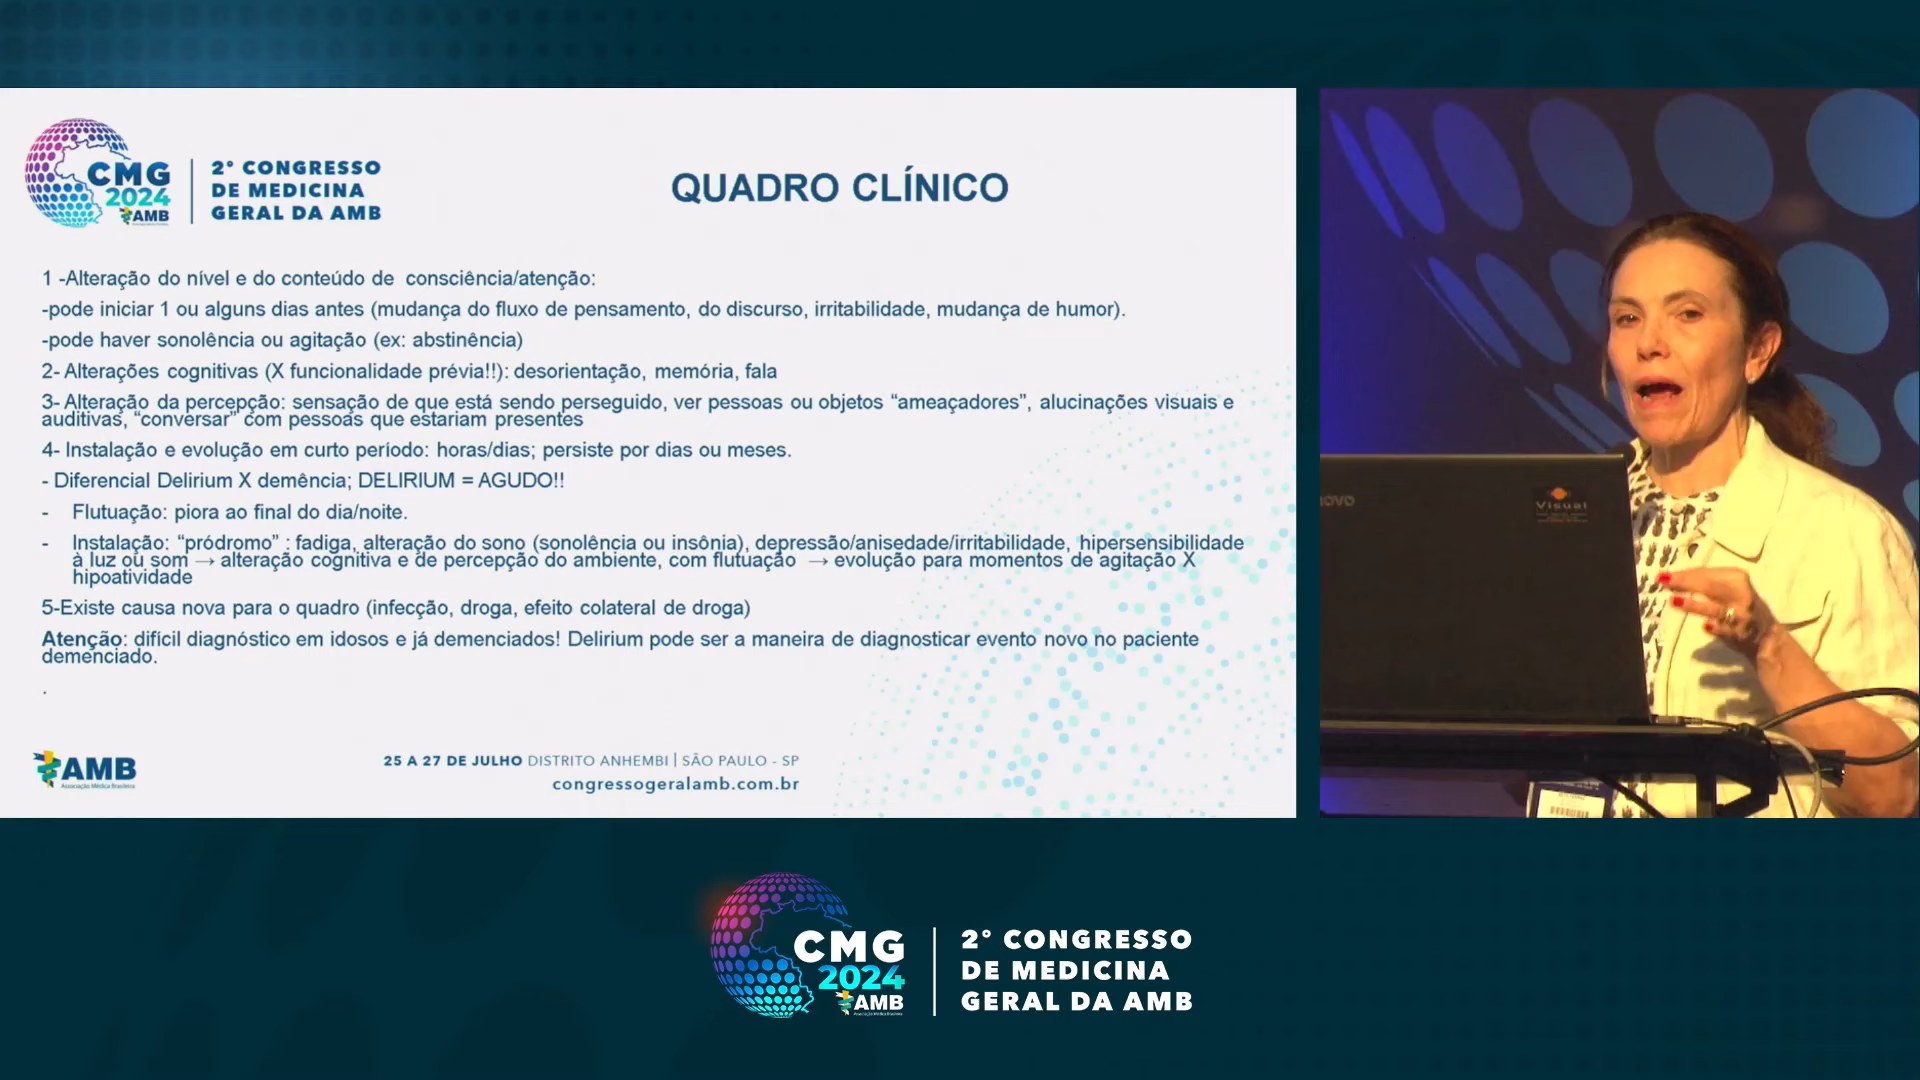 CMG
2024
AMB
2° CONGRESSO
DE MEDICINA
GERAL DA AMB
QUADRO CLÍNICO
1 -Alteração do nível e do conteúdo de consciência/atenção:
-pode iniciar 1 ou alguns dias antes (mudança do fluxo de pensamento, do discurso, irritabilidade, mudança de humor).
-pode haver sonolência ou agitação (ex: abstinência)
2- Alterações cognitivas (X funcionalidade prévia!!): desorientação, memória, fala
3- Alteração da percepção: sensação de que está sendo perseguido, ver pessoas ou objetos “ameaçadores”, alucinações visuais e
auditivas, “conversar” com pessoas que estariam presentes
4- Instalação e evolução em curto período: horas/dias; persiste por dias ou meses.
- Diferencial Delirium X demência; DELIRIUM = AGUDO!!
- Flutuação: piora ao final do dia/noite.
- Instalação: “pródromo” : fadiga, alteração do sono (sonolência ou insônia), depressão/anisedade/irritabilidade, hipersensibilidade
à luz ou som → alteração cognitiva e de percepção do ambiente, com flutuação → evolução para momentos de agitação X
hipoatividade
5-Existe causa nova para o quadro (infecção, droga, efeito colateral de droga)
Atenção: difícil diagnóstico em idosos e já demenciados! Delirium pode ser a maneira de diagnosticar evento novo no paciente
demenciado.
.
AMB
Associação Médica Brasileira
25 A 27 DE JULHO DISTRITO ANHEMBI | SÃO PAULO - SP
congressogeralamb.com.br
Visual
CMG
2024
AMB
2° CONGRESSO
DE MEDICINA
GERAL DA AMB